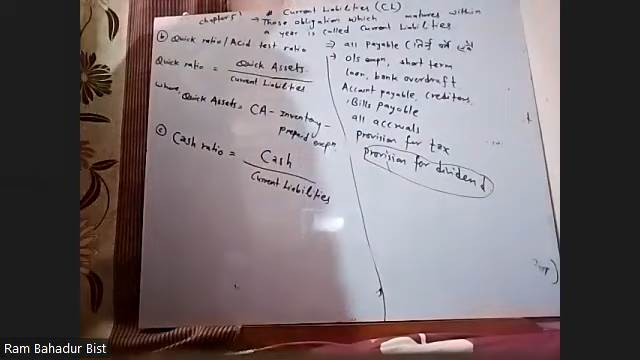 Chapter 5
# Current Liabilities (CL)
→ Those obligation which matures within
a year is called Current Liabilities
(b) Quick ratio / Acid test ratio
Quick ratio = Quick Assets
Current Liabilities
where, Quick Assets = CA - Inventory -
prepaid exp.
(c) Cash ratio = Cash
Current Liabilities
⇒ all payable
→ o/s exp, short term
loan, bank overdraft
Account payable, Creditors
Bills payable
all accruals
provision for tax
provision for dividend
Ram Bahadur Bist